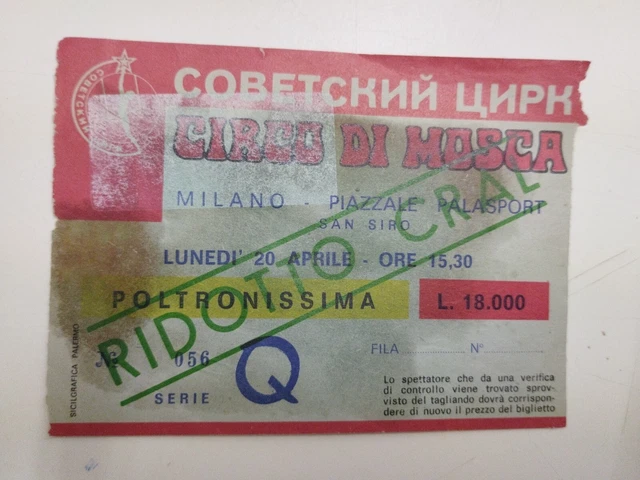 СОВЕТСКИЙ
СОВЕТСКИЙ ЦИРК
CIRCO DI MOSCA
MILANO - PIAZZALE PALASPORT
SAN SIRO
LUNEDI' 20 APRILE - ORE 15,30
RIDOTTO CRAL
POLTRONISSIMA
L. 18.000
№ 056
SERIE Q
FILA N°
Lo spettatore che da una verifica
di controllo viene trovato sprov-
visto del tagliando dovrà corrispon-
dere di nuovo il prezzo del biglietto
SICILGRAFICA PALERMO